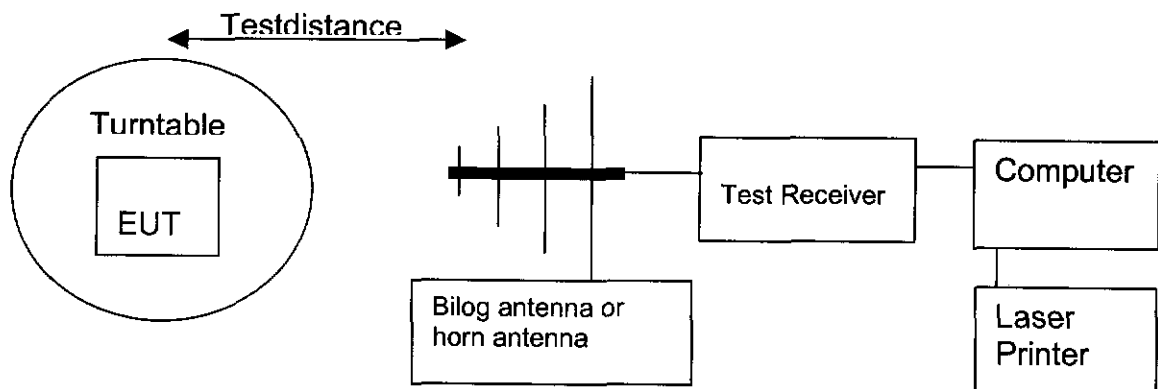 Testdistance
Turntable
EUT
Test Receiver
Computer
Bilog antenna or
horn antenna
Laser
Printer